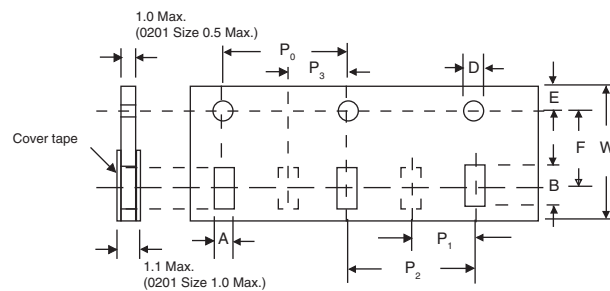 1.0 Max.
(0201 Size 0.5 Max.)
P0
P3
D
E
W
F
Cover tape
B
A
P1
P2
1.1 Max.
(0201 Size 1.0 Max.)